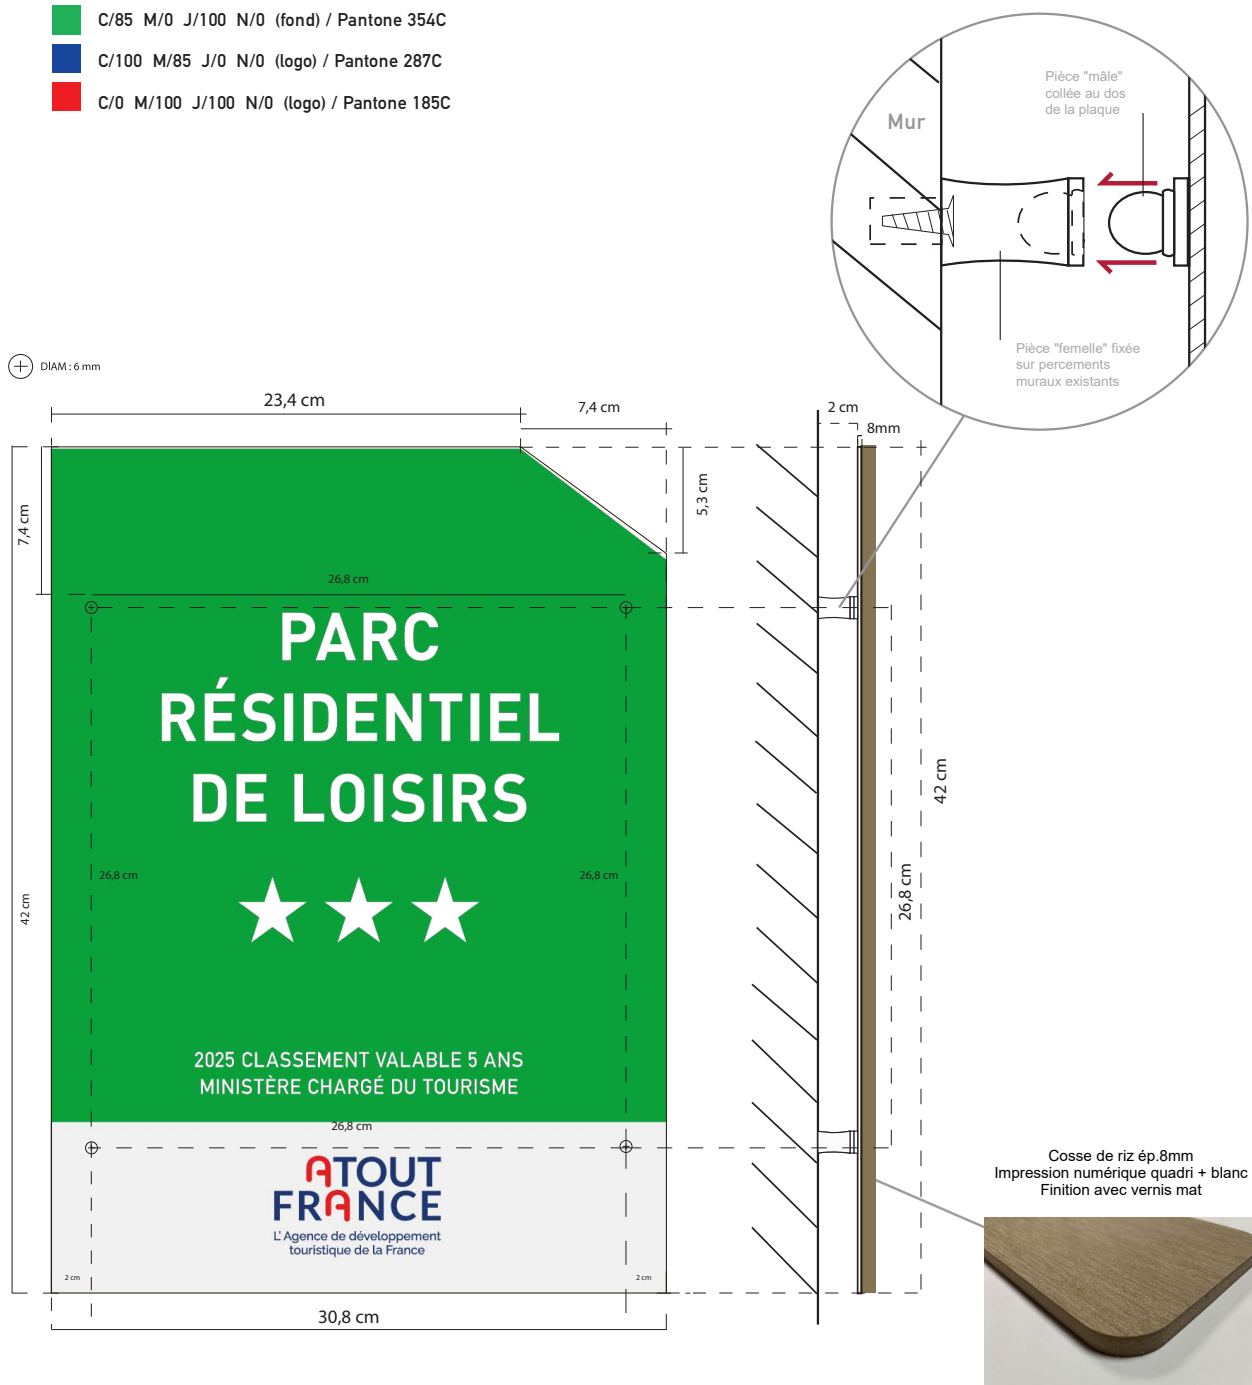 C/85 M/0 J/100 N/0 (fond) / Pantone 354C
C/100 M/85 J/0 N/0 (logo) / Pantone 287C
C/0 M/100 J/100 N/0 (logo) / Pantone 185C
Pièce "mâle"
collée au dos
de la plaque
Mur
Pièce "femelle" fixée
sur percements
muraux existants
DIAM : 6 mm
23,4 cm
7,4 cm
2 cm
8mm
7,4 cm
5,3 cm
26,8 cm
PARC
RÉSIDENTIEL
DE LOISIRS
26,8 cm
26,8 cm
42 cm
42 cm
26,8 cm
2025 CLASSEMENT VALABLE 5 ANS
MINISTÈRE CHARGÉ DU TOURISME
26,8 cm
ATOUT
FRANCE
L'Agence de développement
touristique de la France
2 cm
2 cm
30,8 cm
Cosse de riz ép.8mm
Impression numérique quadri + blanc
Finition avec vernis mat